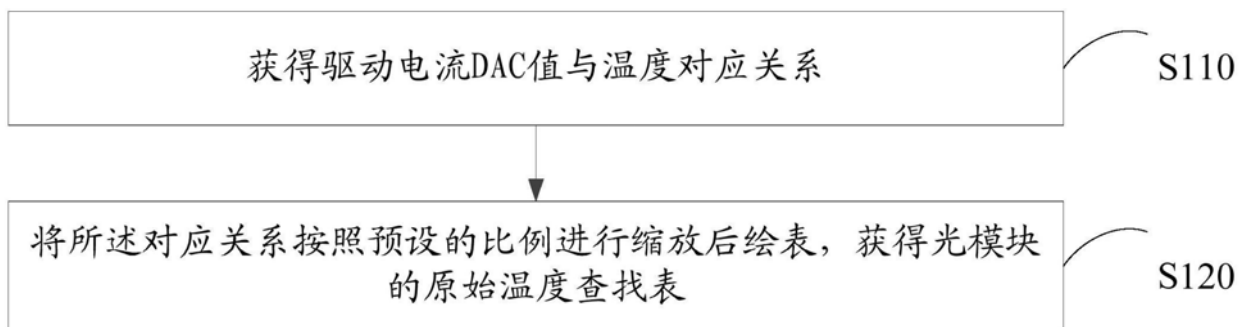 获得驱动电流DAC值与温度对应关系
S110
将所述对应关系按照预设的比例进行缩放后绘表，获得光模块
的原始温度查找表
S120